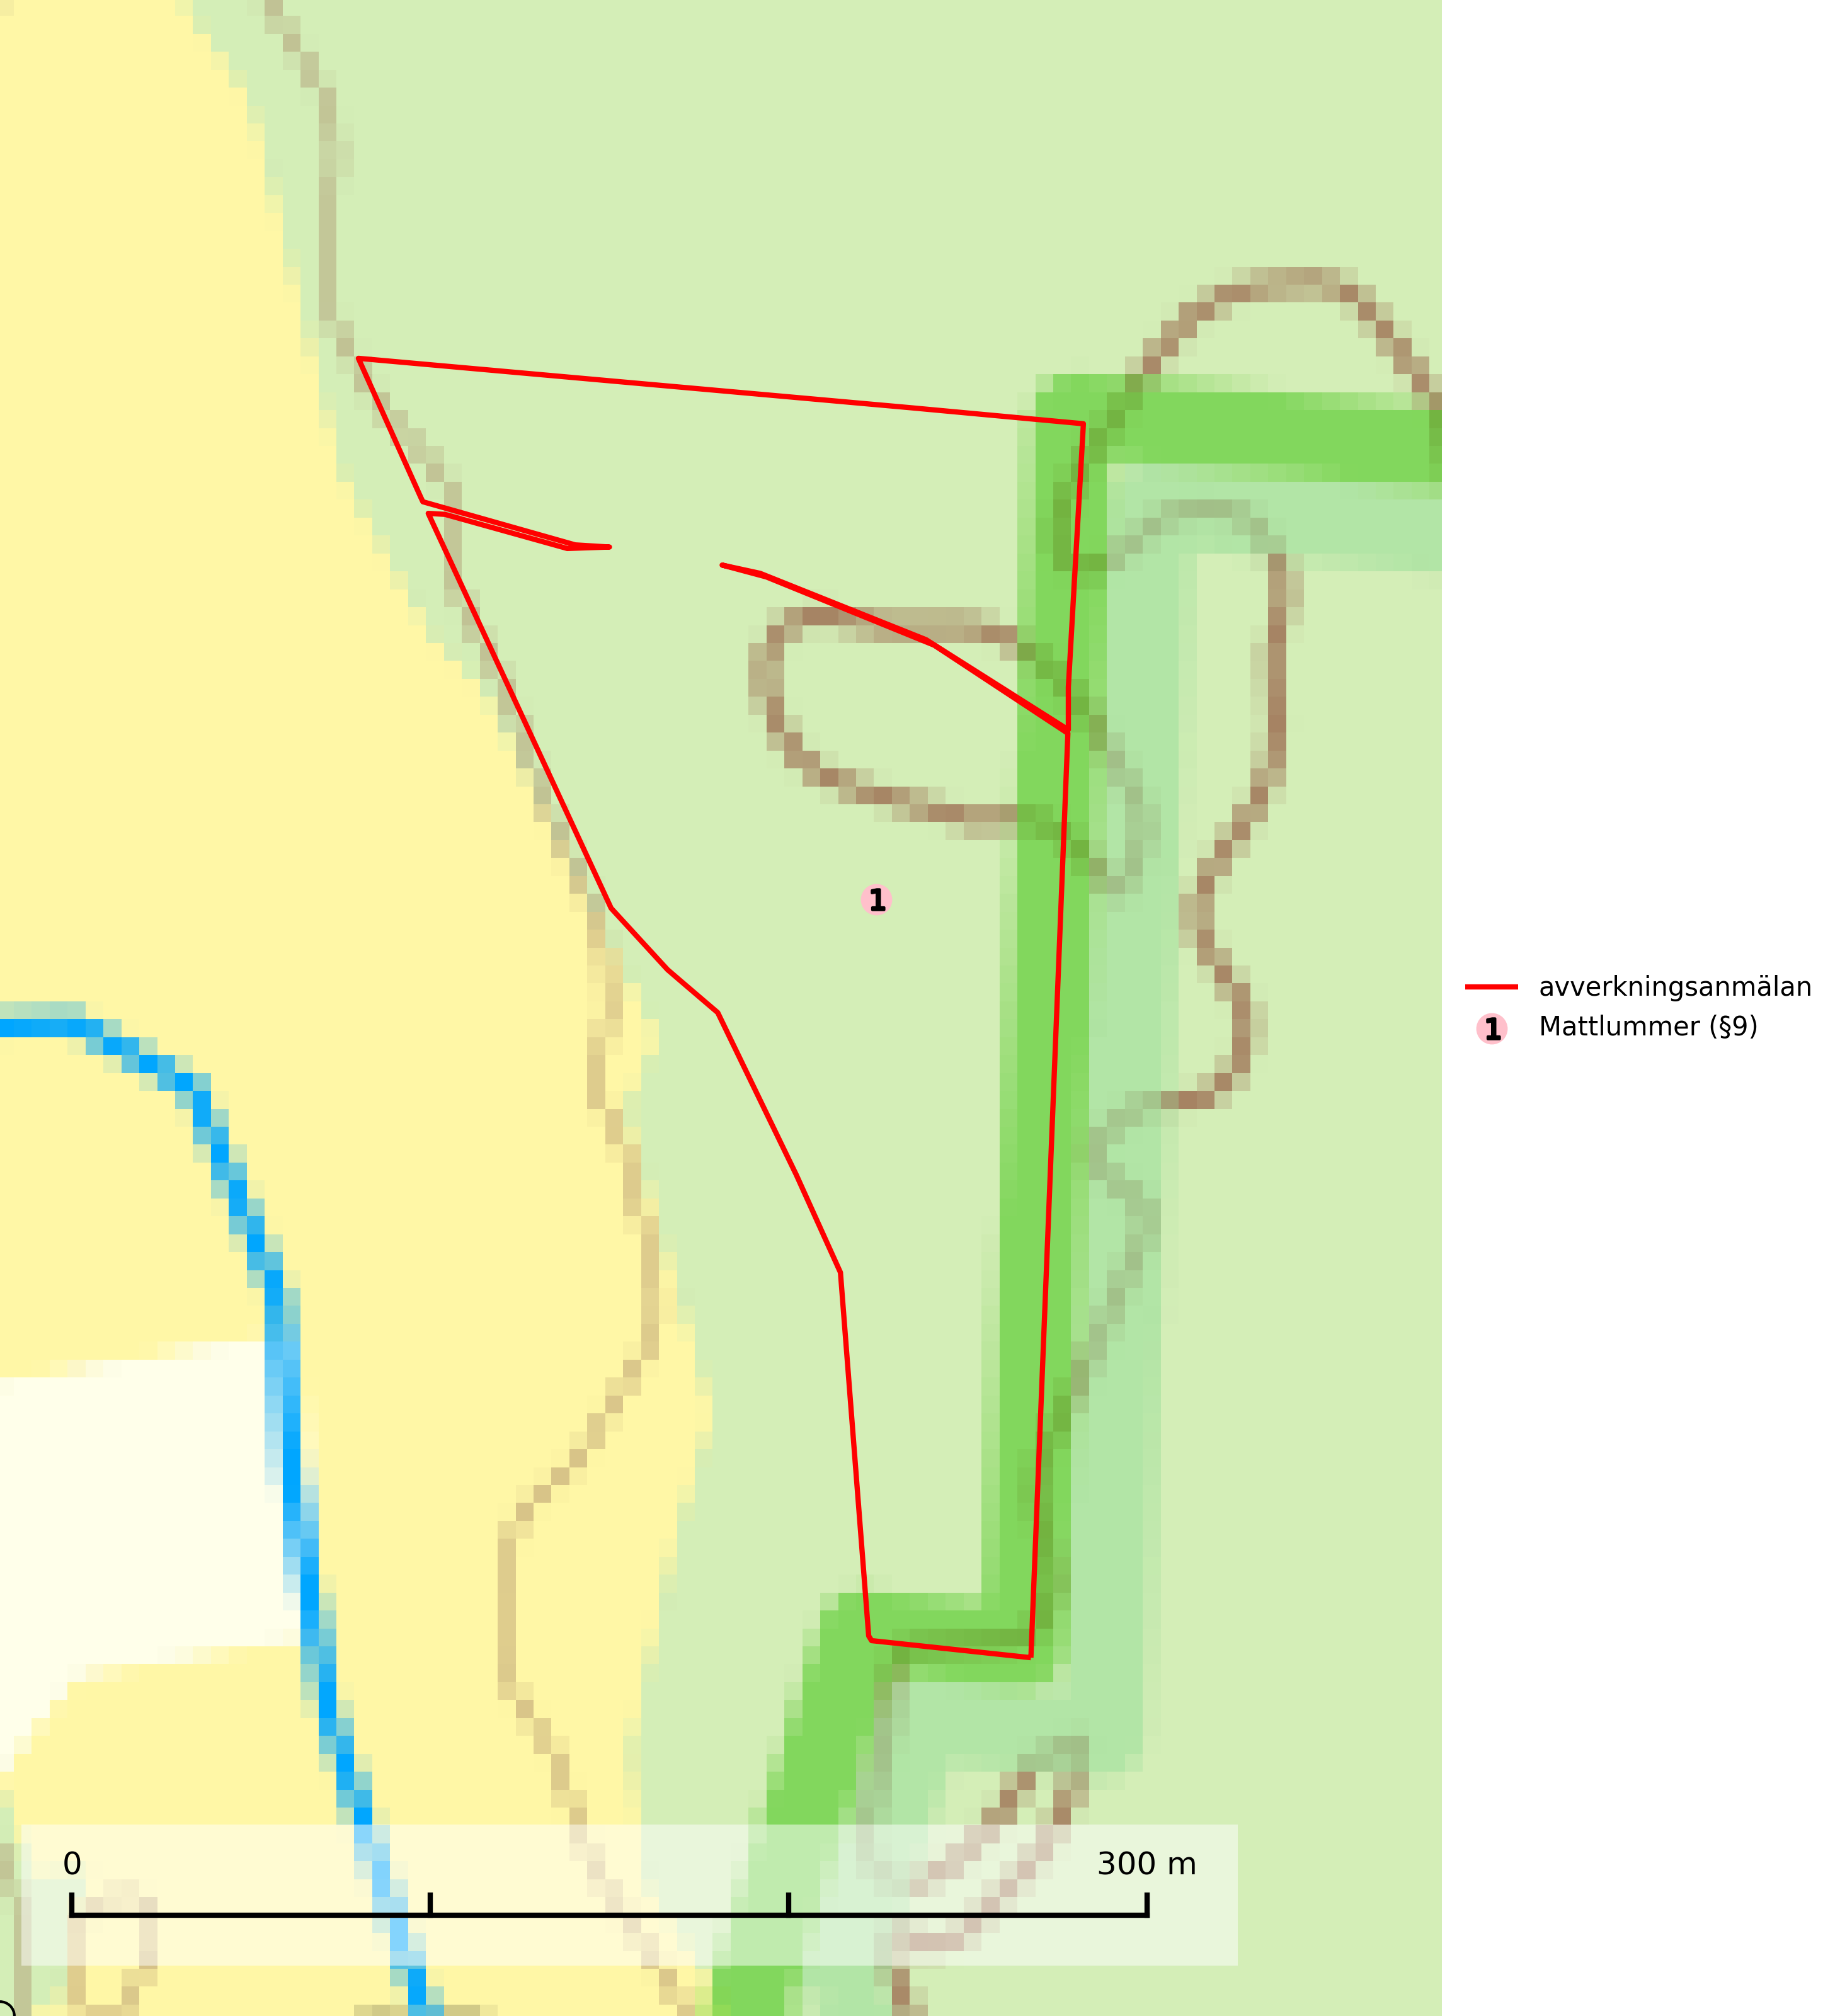 1
1 avverkningsanmälan
Mattlummer (§9)
0 300 m